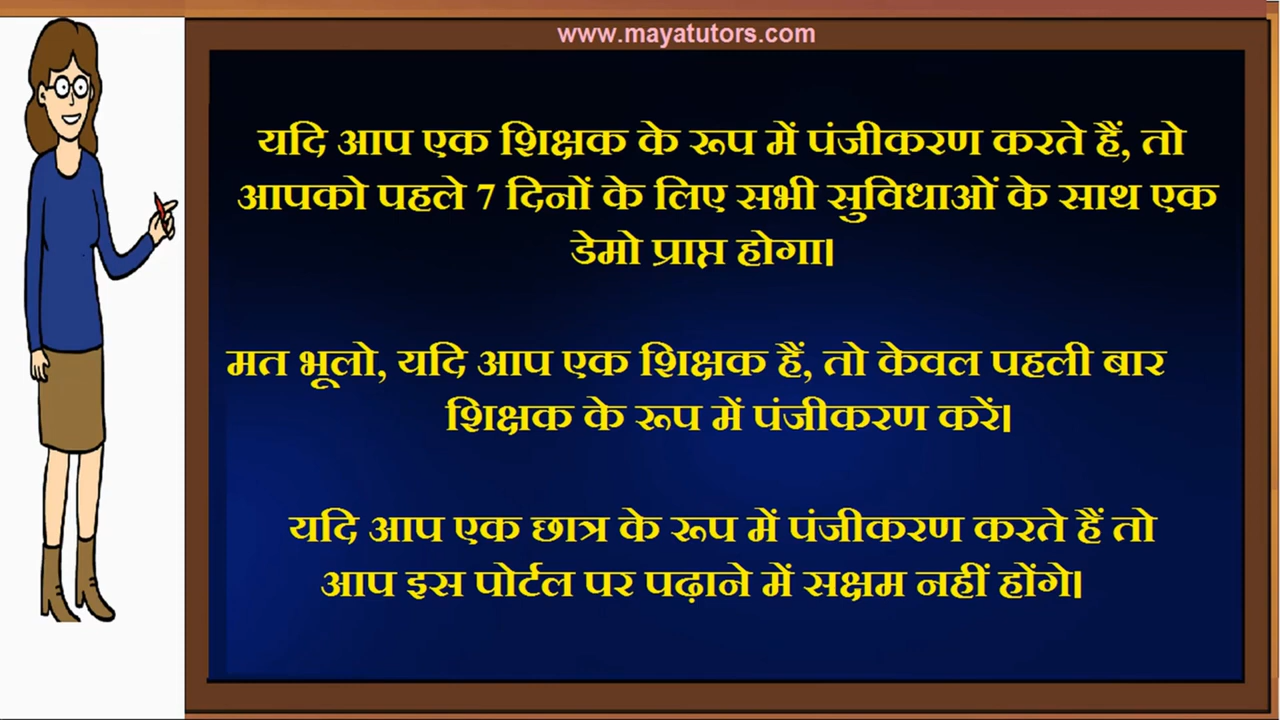 www.mayatutors.com
यदि आप एक शिक्षक के रूप में पंजीकरण करते हैं, तो
आपको पहले 7 दिनों के लिए सभी सुविधाओं के साथ एक
डेमो प्राप्त होगा।
मत भूलो, यदि आप एक शिक्षक हैं, तो केवल पहली बार
शिक्षक के रूप में पंजीकरण करें।
यदि आप एक छात्र के रूप में पंजीकरण करते हैं तो
आप इस पोर्टल पर पढ़ाने में सक्षम नहीं होंगे।